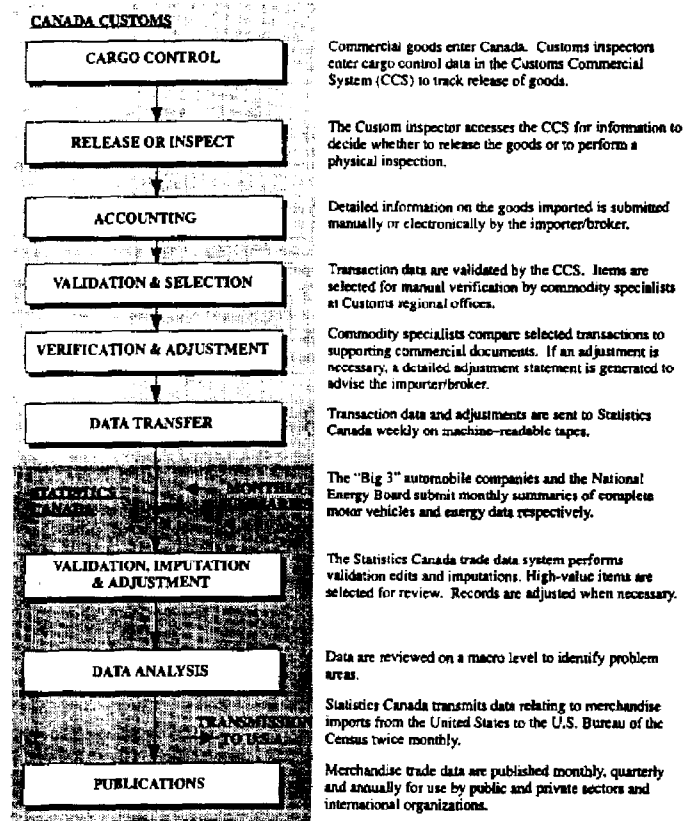 CANADA CUSTOMS
CARGO CONTROL
Commercial goods enter Canada. Customs inspectors
enter cargo control data in the Customs Commercial
System (CCS) to track release of goods.
RELEASE OR INSPECT
The Custom inspector accesses the CCS for information to
decide whether to release the goods or to perform a
physical inspection.
ACCOUNTING
Detailed information on the goods imported is submitted
manually or electronically by the importer/broker.
VALIDATION & SELECTION
Transaction data are validated by the CCS. Items are
selected for manual verification by commodity specialists
at Customs regional offices.
VERIFICATION & ADJUSTMENT
Commodity specialists compare selected transactions to
supporting commercial documents. If an adjustment is
necessary, a detailed adjustment statement is generated to
advise the importer/broker.
DATA TRANSFER
Transaction data and adjustments are sent to Statistics
Canada weekly on machine-readable tapes.
STATISTICS
CANADA
MONTHLY
The "Big 3" automobile companies and the National
Energy Board submit monthly summaries of complete
motor vehicles and energy data respectively.
VALIDATION, IMPUTATION
& ADJUSTMENT
The Statistics Canada trade data system performs
validation edits and imputations. High-value items are
selected for review. Records are adjusted when necessary.
DATA ANALYSIS
Data are reviewed on a macro level to identify problem
areas.
TRANSMISSION
TO U.S.A.
Statistics Canada transmits data relating to merchandise
imports from the United States to the U.S. Bureau of the
Census twice monthly.
PUBLICATIONS
Merchandise trade data are published monthly, quarterly
and annually for use by public and private sectors and
international organizations.